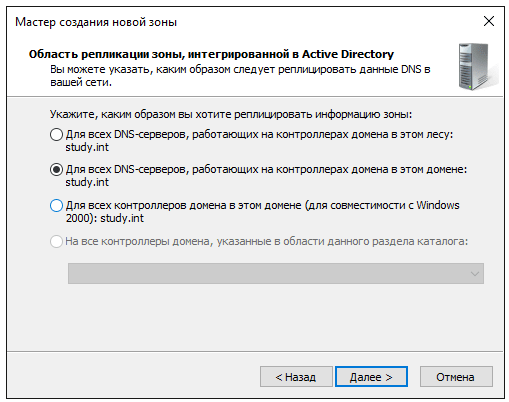 Мастер создания новой зоны
Область репликации зоны, интегрированной в Active Directory
Вы можете указать, каким образом следует реплицировать данные DNS в
вашей сети.
Укажите, каким образом вы хотите реплицировать информацию зоны:
Для всех DNS-серверов, работающих на контроллерах домена в этом лесу:
study.int
Для всех DNS-серверов, работающих на контроллерах домена в этом домене:
study.int
Для всех контроллеров домена в этом домене (для совместимости с Windows
2000): study.int
На все контроллеры домена, указанные в области данного раздела каталога:
< Назад
Далее >
Отмена